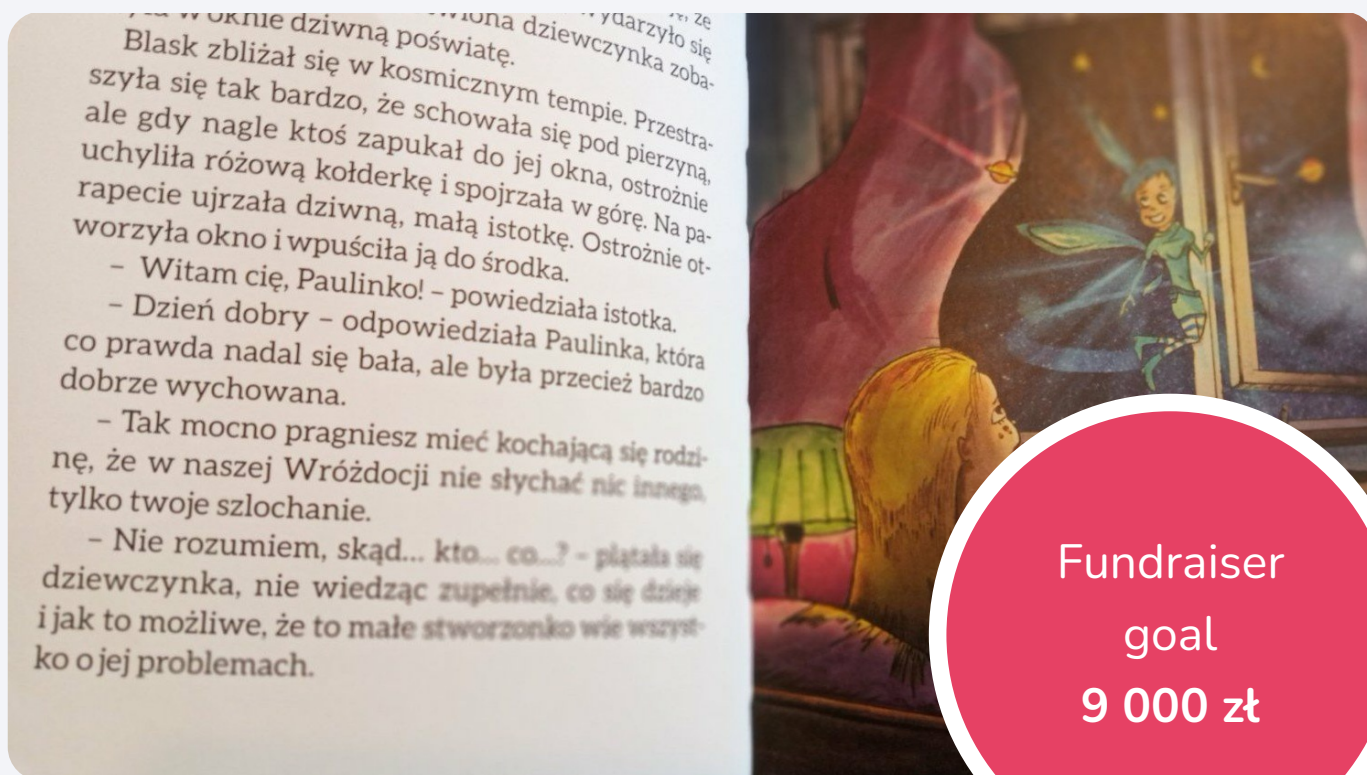 w oknie dziwną poświatę.
dziewczynka zoba-
wydarzyło się
że
Blask zbliżał się w kosmicznym tempie. Przestra-
szyła się tak bardzo, że schowała się pod pierzyną,
ale gdy nagle ktoś zapukał do jej okna, ostrożnie
uchyliła różową kołderkę i spojrzała w górę. Na pa-
rapecie ujrzała dziwną, małą istotkę. Ostrożnie ot-
worzyła okno i wpuściła ją do środka.
– Witam cię, Paulinko! – powiedziała istotka.
– Dzień dobry – odpowiedziała Paulinka, która
co prawda nadal się bała, ale była przecież bardzo
dobrze wychowana.
– Tak mocno pragniesz mieć kochającą się rodzi-
nę, że w naszej Wróżdocji nie słychać nic innego,
tylko twoje szlochanie.
– Nie rozumiem, skąd... kto... co...? – plątała się
dziewczynka, nie wiedząc zupełnie, co się dzieje
i jak to możliwe, że to małe stworzonko wie wszyst-
ko o jej problemach.
Fundraiser
goal
9 000 zł